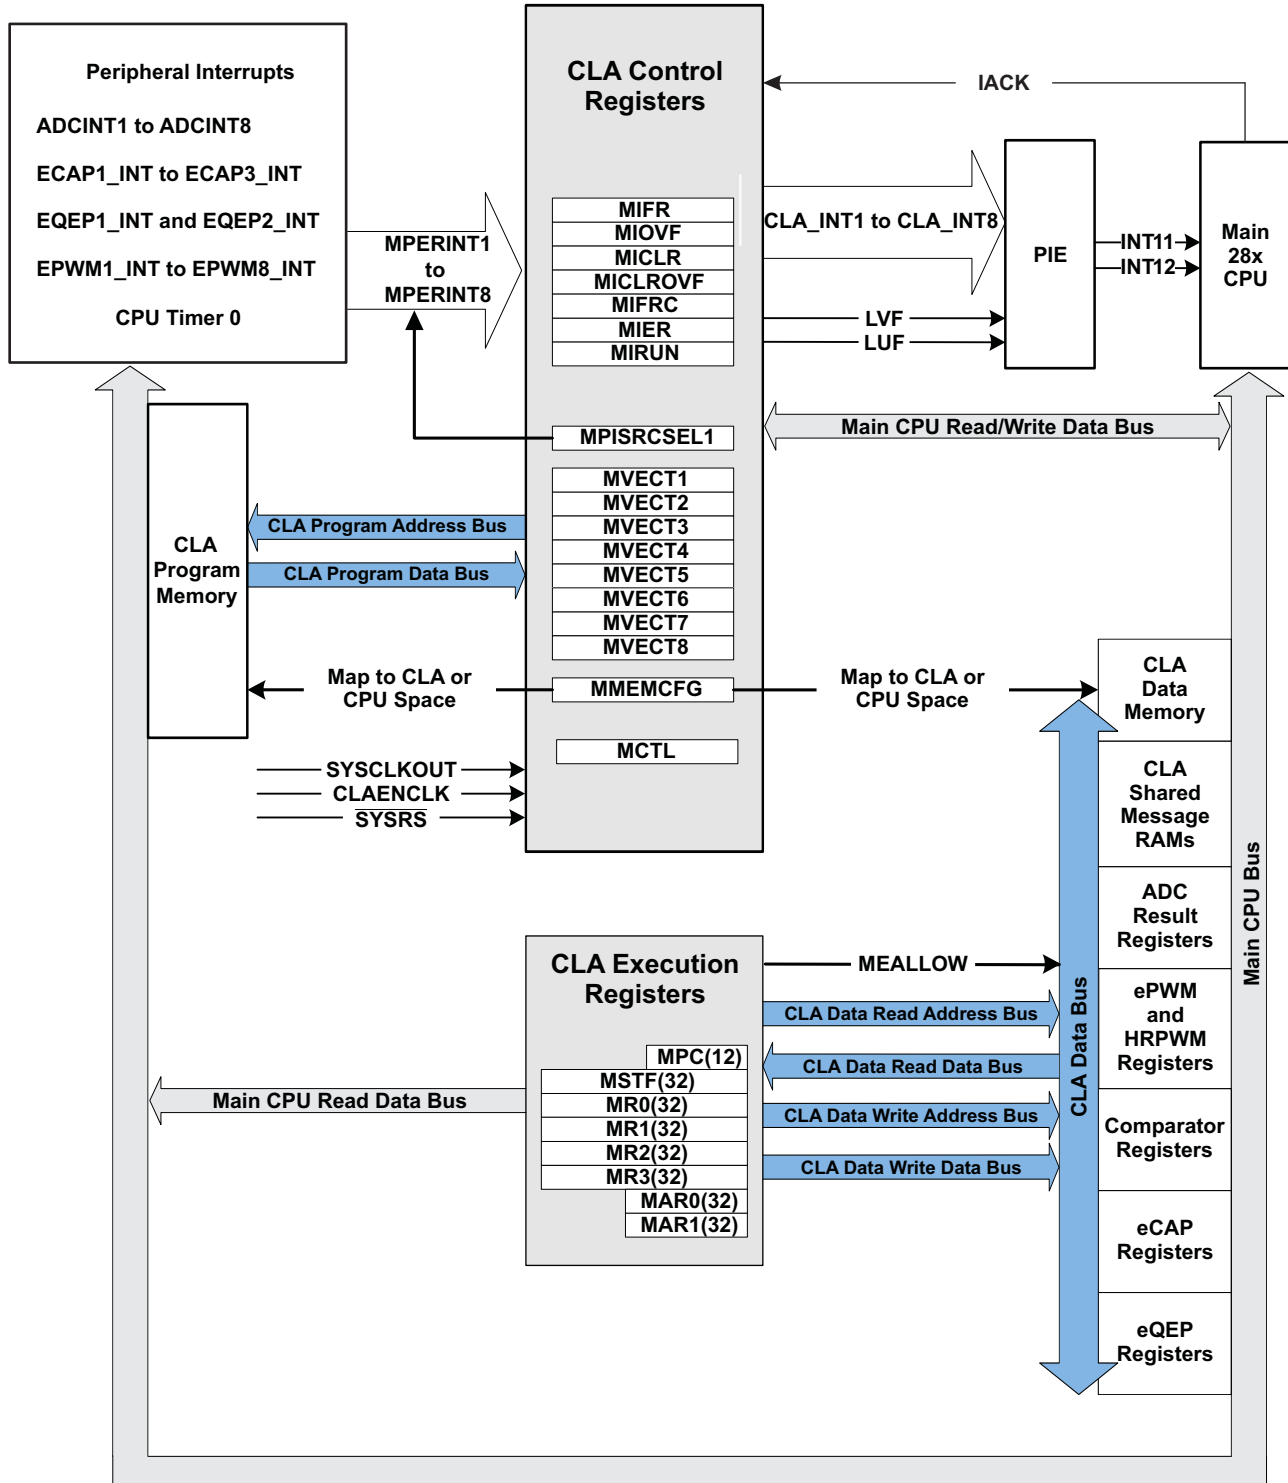 Peripheral Interrupts
ADCINT1 to ADCINT8
ECAP1_INT to ECAP3_INT
EQEP1_INT and EQEP2_INT
EPWM1_INT to EPWM8_INT
CPU Timer 0
MPERINT1
to
MPERINT8
CLA Control
Registers
MIFR
MIOVF
MICLR
MICLROVF
MIFRC
MIER
MIRUN
MPISRCSEL1
MVECT1
MVECT2
MVECT3
MVECT4
MVECT5
MVECT6
MVECT7
MVECT8
MMEMCFG
MCTL
IACK
CLA_INT1 to CLA_INT8
LVF
LUF
PIE
INT11
INT12
Main
28x
CPU
Main CPU Read/Write Data Bus
CLA Program Address Bus
CLA Program Data Bus
CLA
Program
Memory
Map to CLA or
CPU Space
Map to CLA or
CPU Space
SYSCLKOUT
CLAENCLK
SYSRS
CLA
Data
Memory
CLA
Shared
Message
RAMs
ADC
Result
Registers
ePWM
and
HRPWM
Registers
Comparator
Registers
eCAP
Registers
eQEP
Registers
Main CPU Bus
CLA Data Bus
CLA Execution
Registers
MPC(12)
MSTF(32)
MR0(32)
MR1(32)
MR2(32)
MR3(32)
MAR0(32)
MAR1(32)
MEALLOW
CLA Data Read Address Bus
CLA Data Read Data Bus
CLA Data Write Address Bus
CLA Data Write Data Bus
Main CPU Read Data Bus